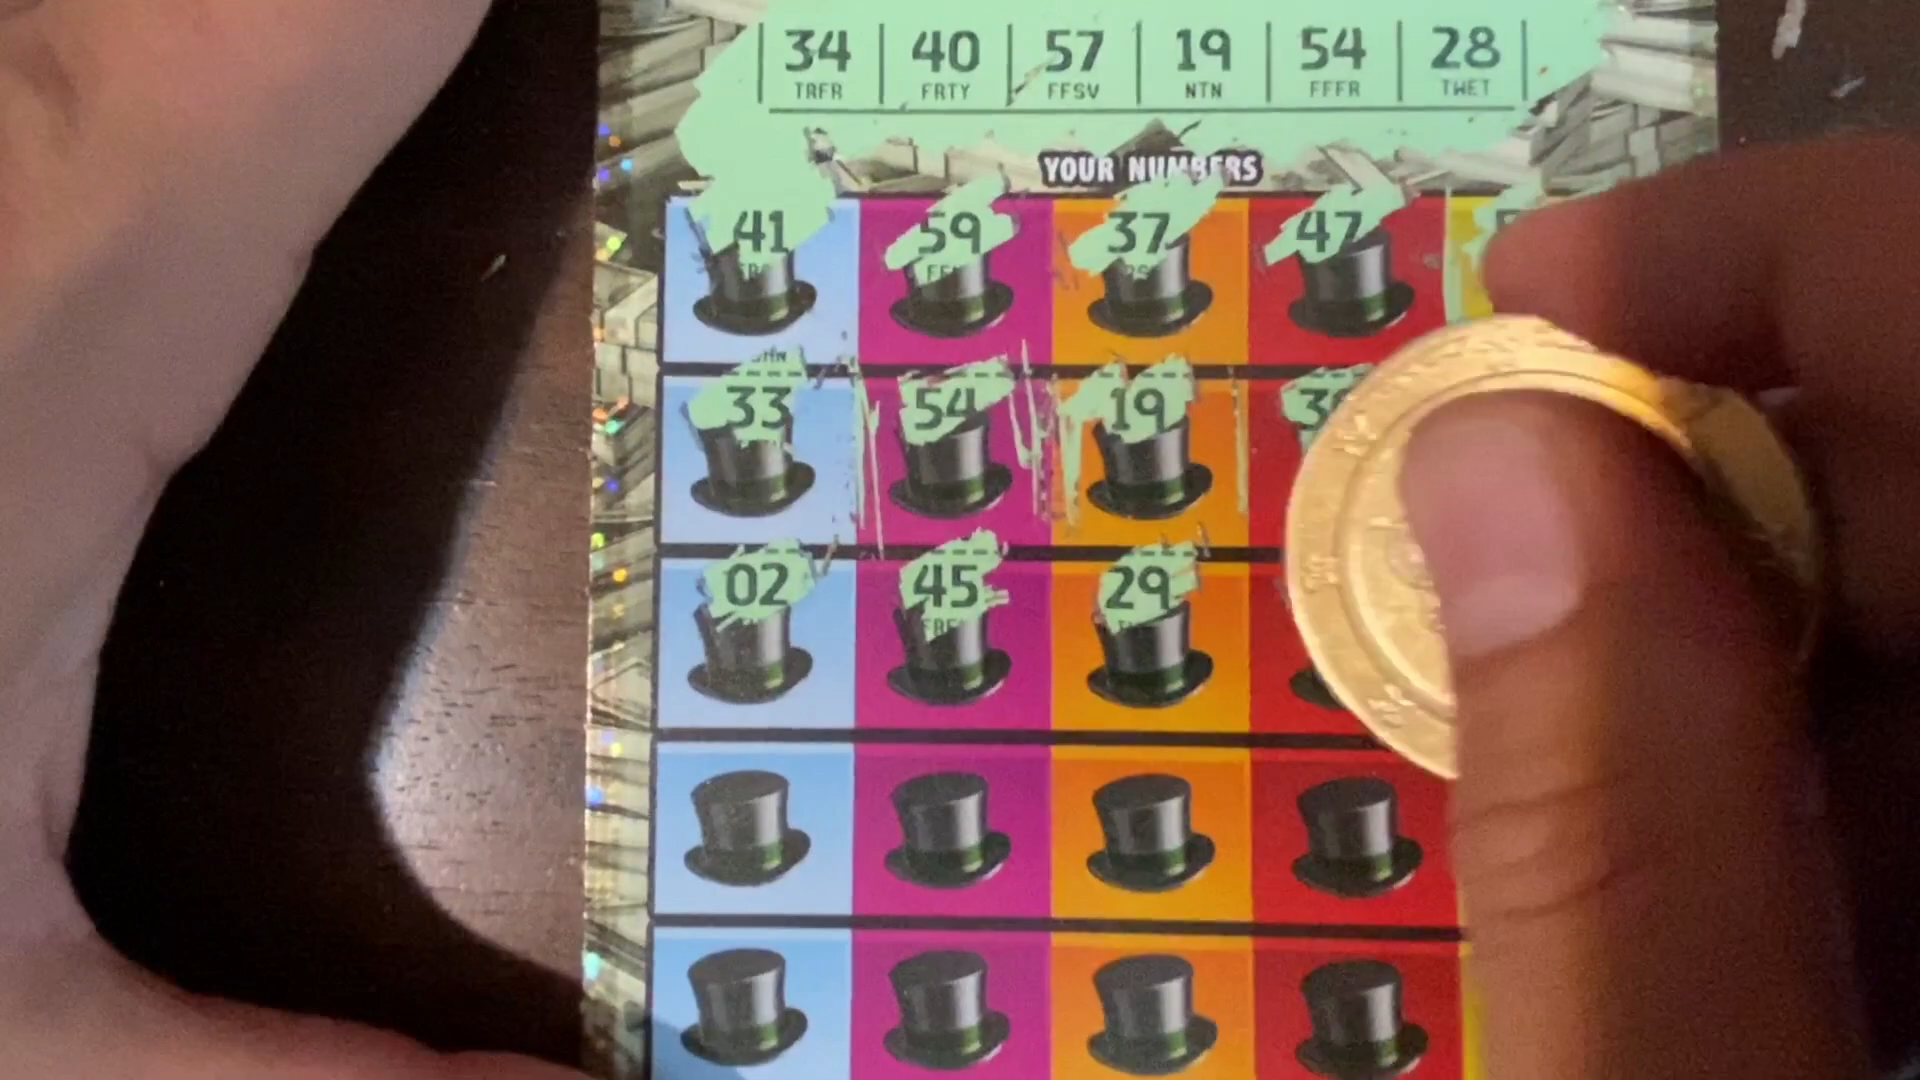 34 40 57 19 54 28
TRFR FRTY FFSV NTN FFFR TWET
YOUR NUMBERS
41 59 37 47
33 54 19
02 45 29